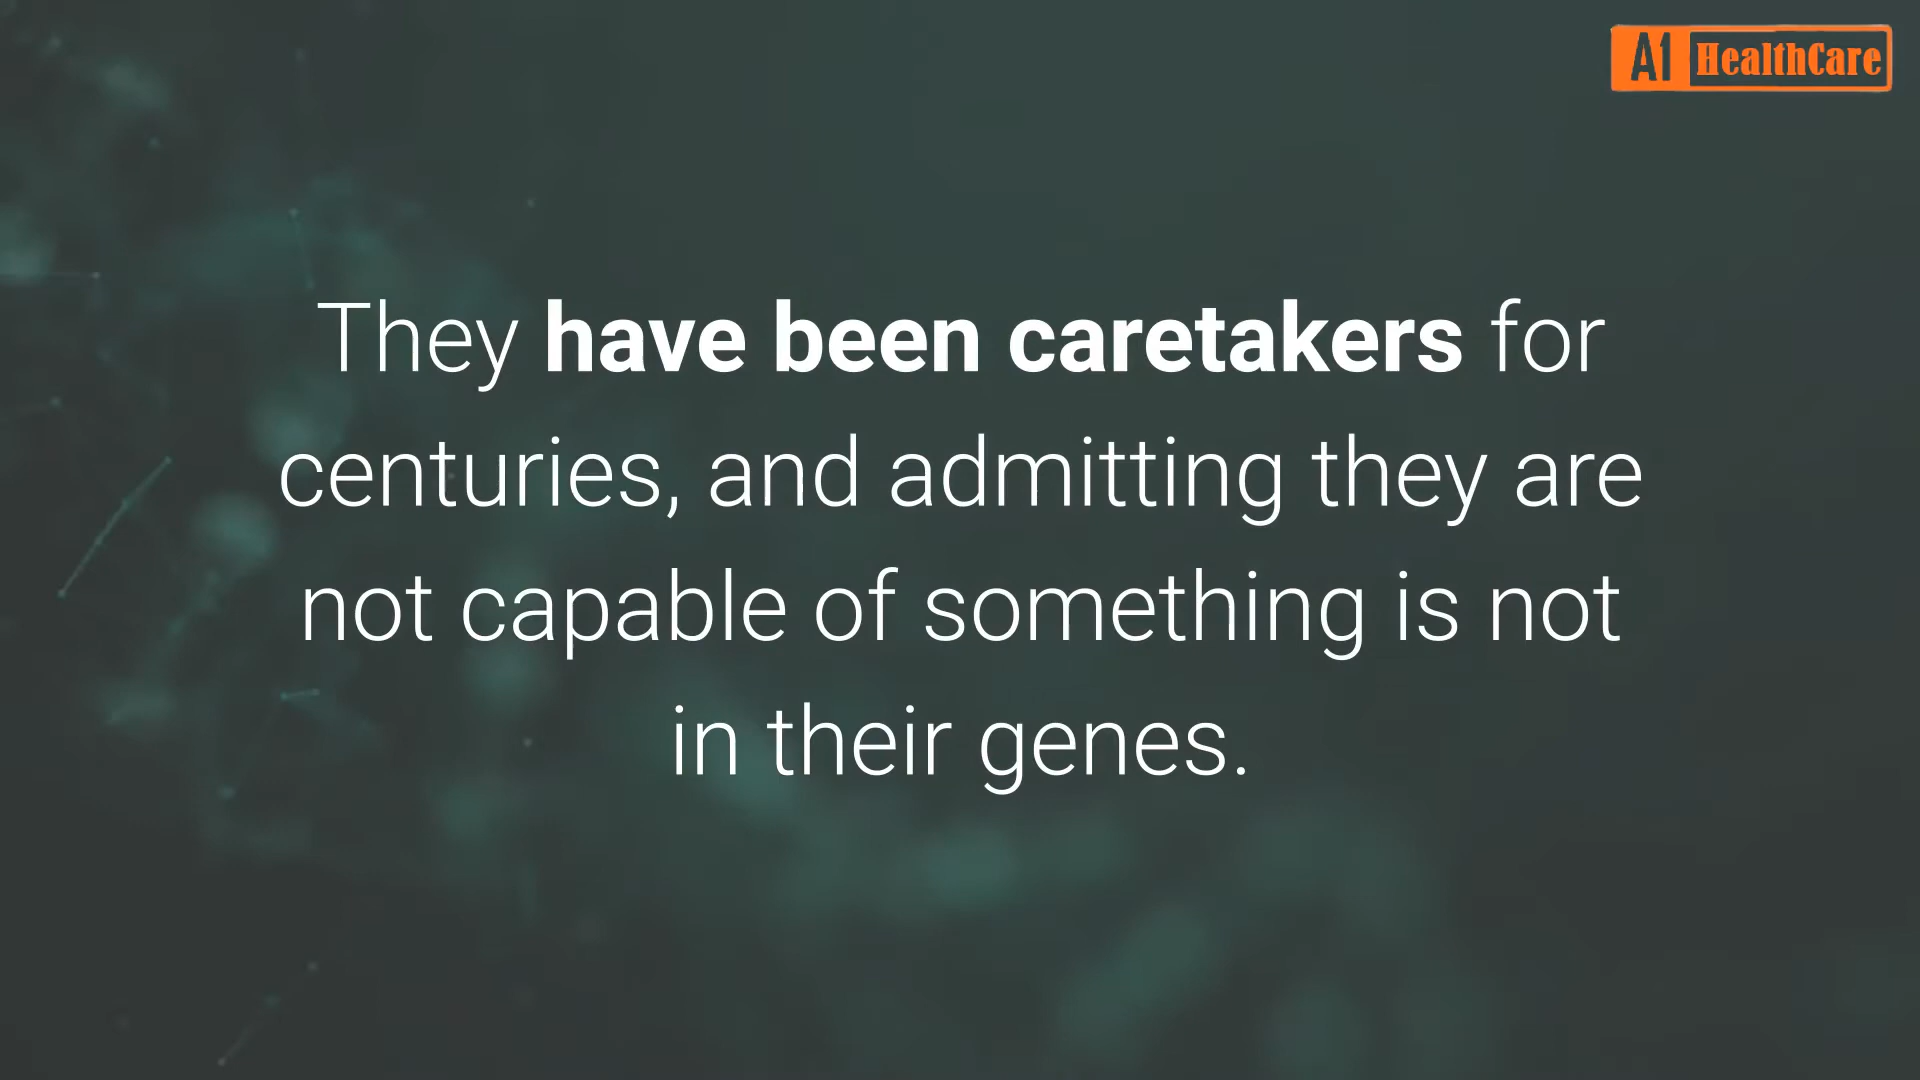 A1 HealthCare
They have been caretakers for
centuries, and admitting they are
not capable of something is not
in their genes.